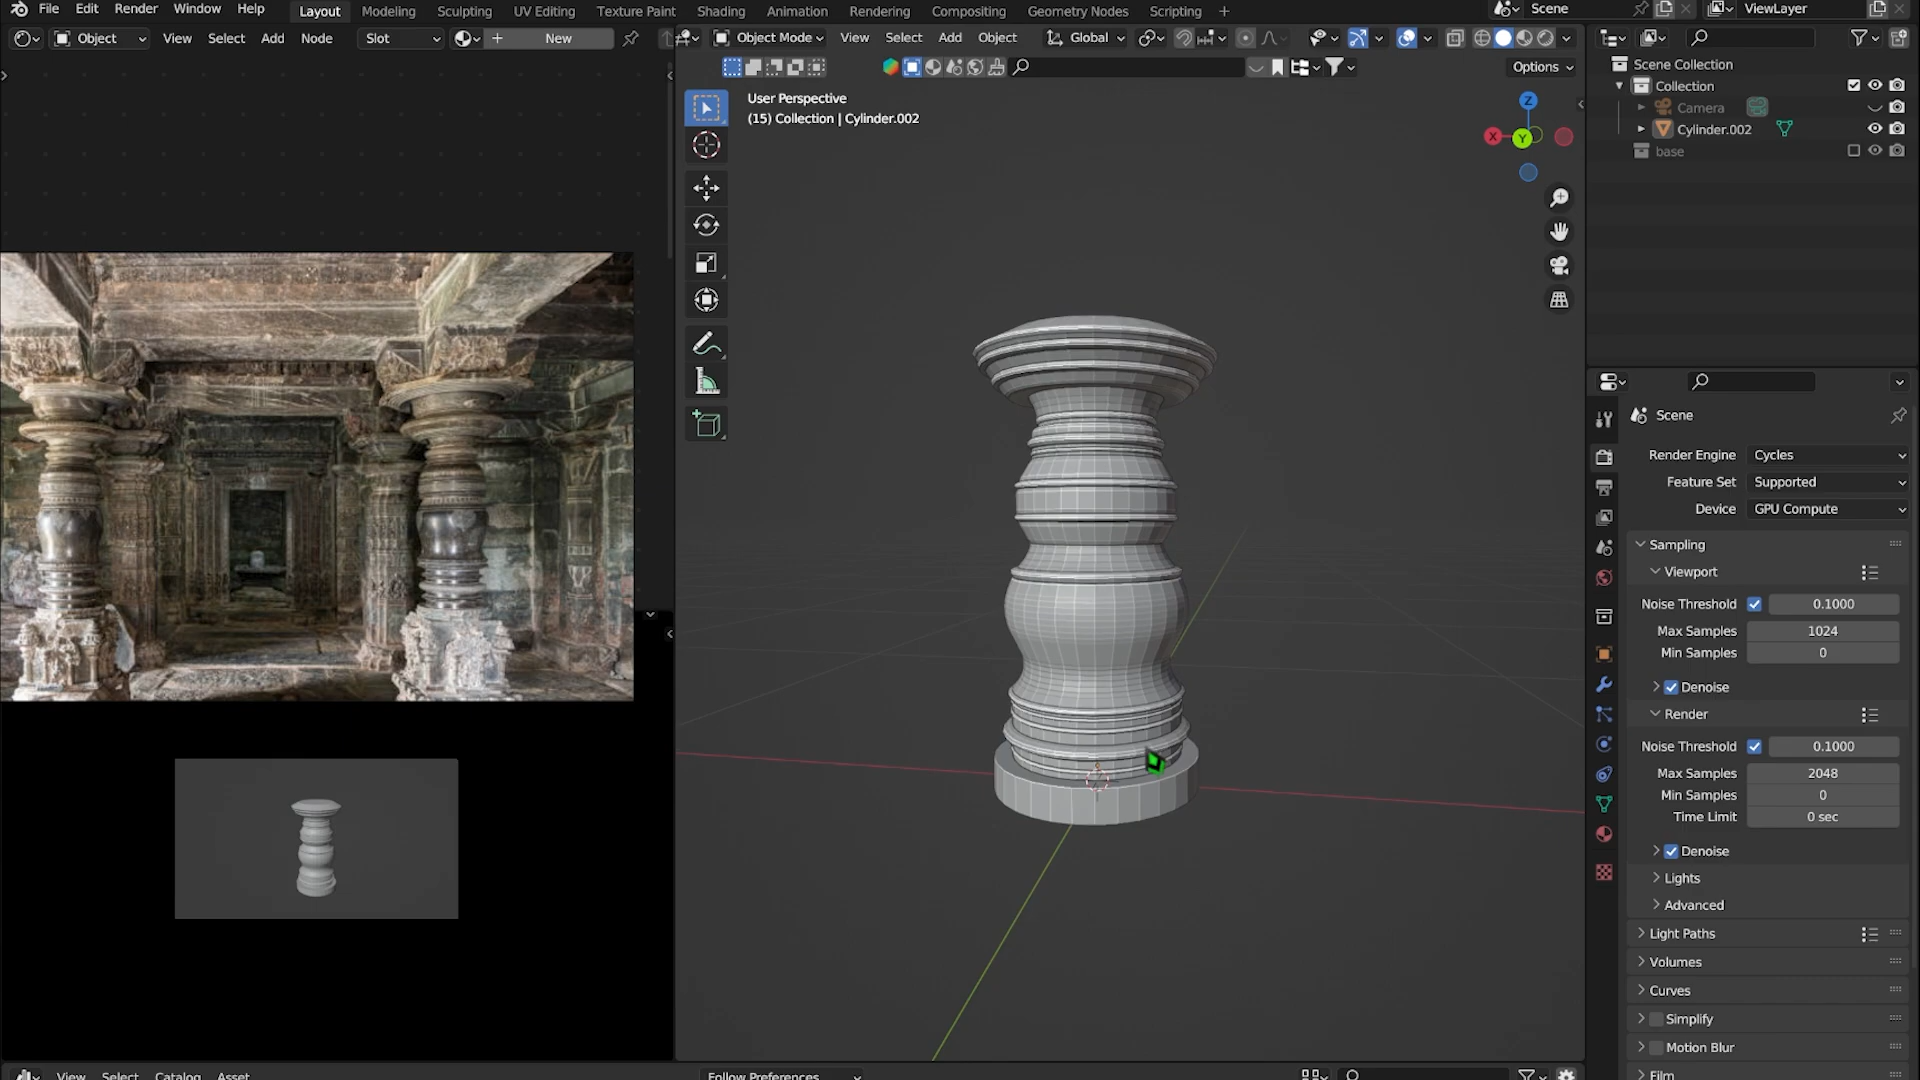 File Edit Render Window Help Layout Modeling Sculpting UV Editing Texture Paint Shading Animation Rendering Compositing Geometry Nodes Scripting + Scene ViewLayer
Object View Select Add Node Slot New Object Mode View Select Add Object Global
Options
User Perspective
(15) Collection | Cylinder.002
Z
X
Y
Scene Collection
Collection
Camera
Cylinder.002
base
Scene
Render Engine Cycles
Feature Set Supported
Device GPU Compute
Sampling
Viewport
Noise Threshold 0.1000
Max Samples 1024
Min Samples 0
Denoise
Render
Noise Threshold 0.1000
Max Samples 2048
Min Samples 0
Time Limit 0 sec
Denoise
Lights
Advanced
Light Paths
Volumes
Curves
Simplify
Motion Blur
Film
View Select Catalog Asset Follow Preferences